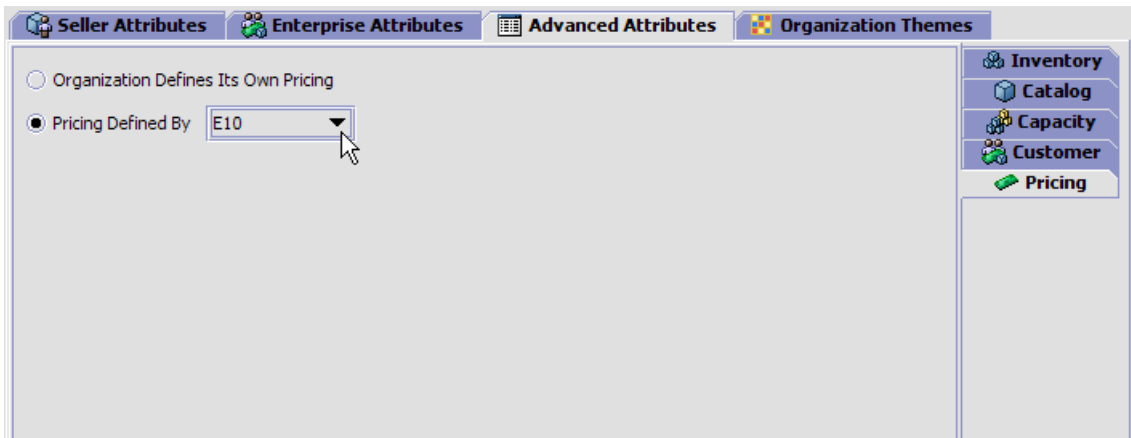 Seller Attributes Enterprise Attributes Advanced Attributes Organization Themes
Organization Defines Its Own Pricing
Pricing Defined By E10
Inventory
Catalog
Capacity
Customer
Pricing